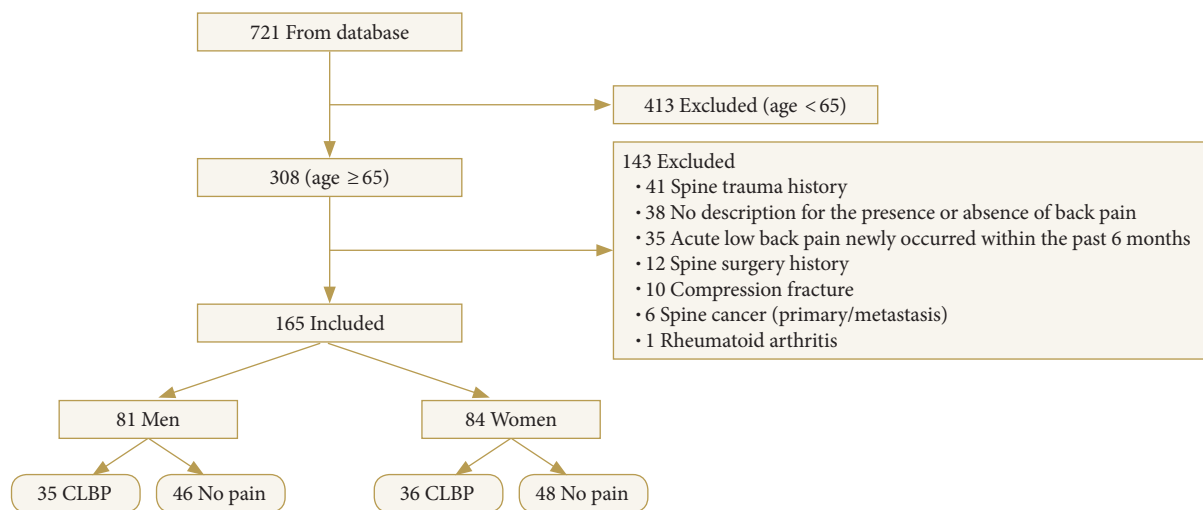 721 From database
413 Excluded (age <65)
308 (age ≥65)
143 Excluded
• 41 Spine trauma history
• 38 No description for the presence or absence of back pain
• 35 Acute low back pain newly occurred within the past 6 months
• 12 Spine surgery history
• 10 Compression fracture
• 6 Spine cancer (primary/metastasis)
• 1 Rheumatoid arthritis
165 Included
81 Men
84 Women
35 CLBP
46 No pain
36 CLBP
48 No pain